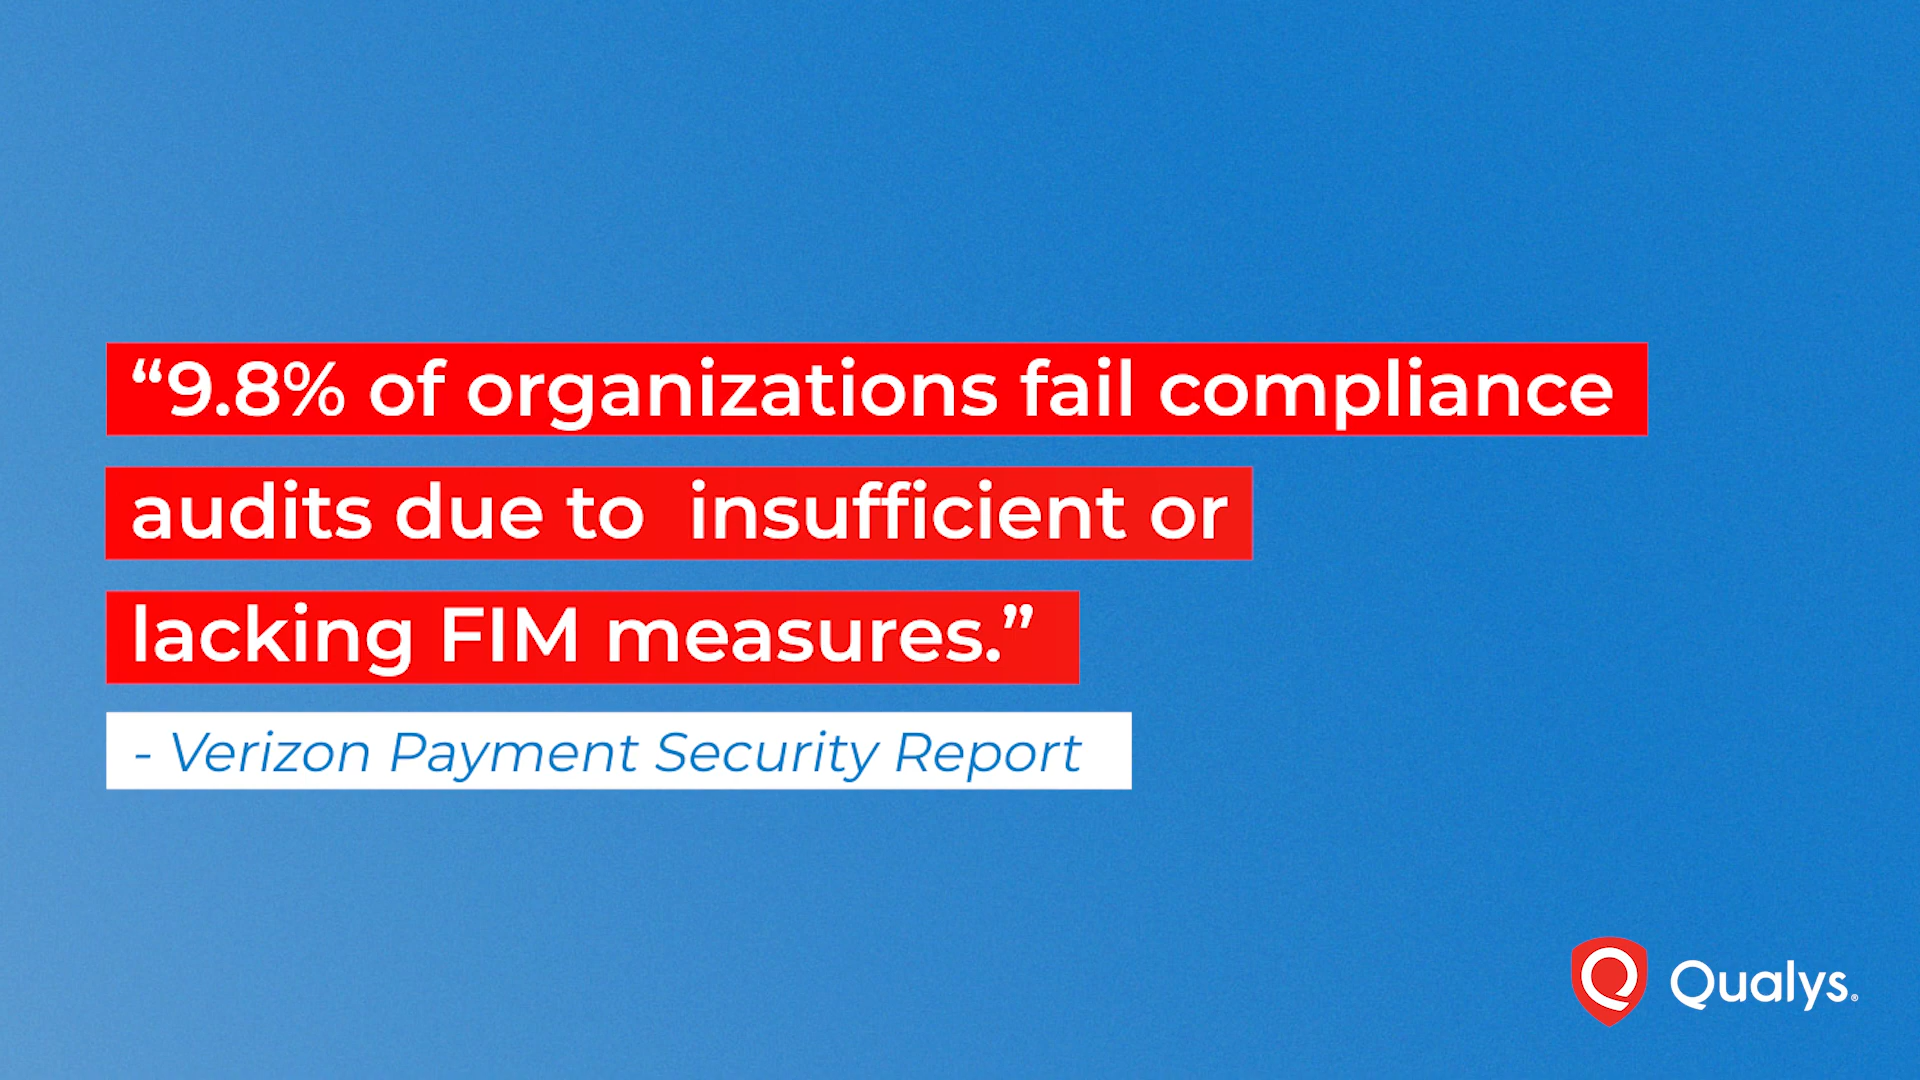 “9.8% of organizations fail compliance
audits due to  insufficient or
lacking FIM measures.”
- Verizon Payment Security Report
Qualys.®